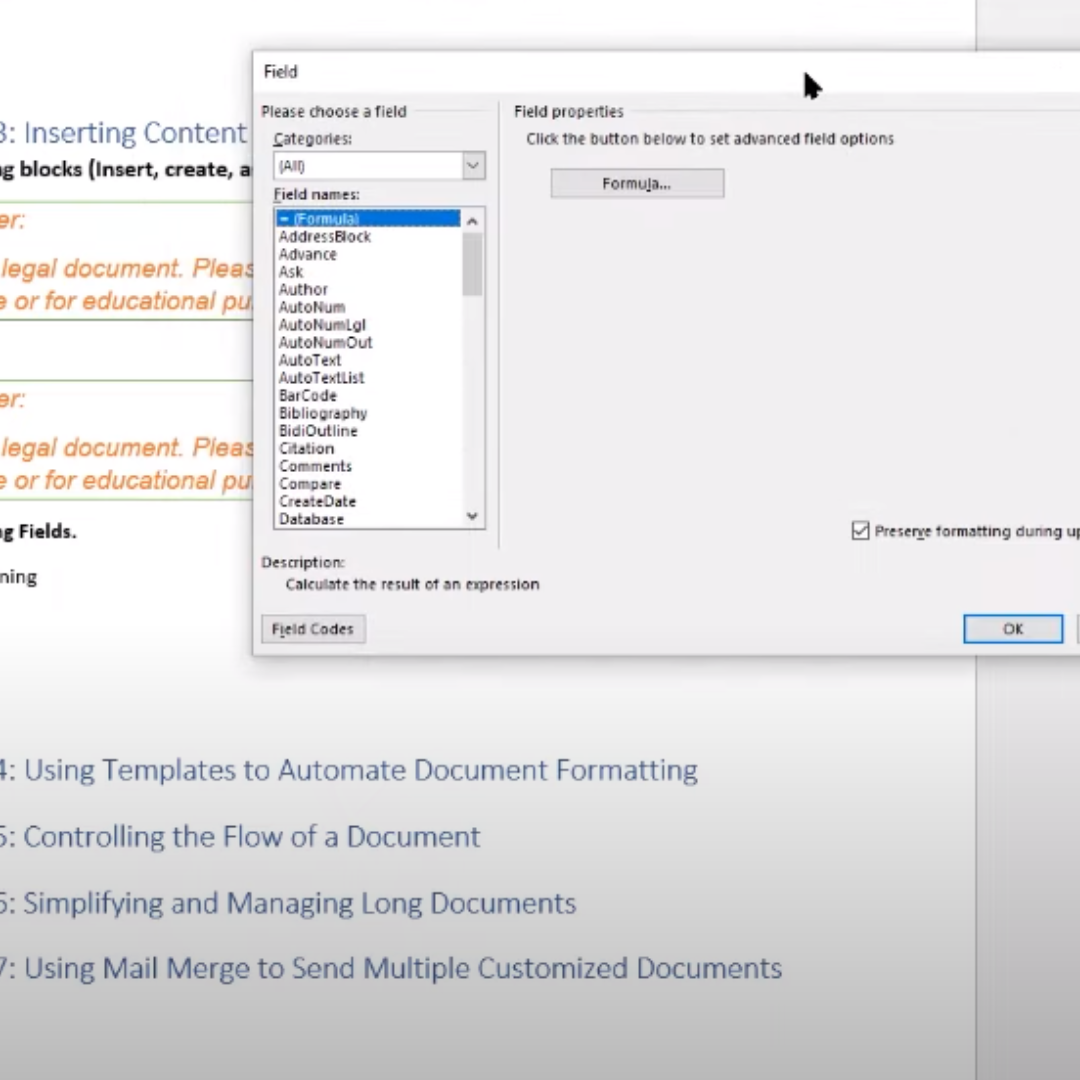 Field
Please choose a field
Field properties
Categories:
Click the button below to set advanced field options
(All)
Formula...
Field names:
= (Formula)
AddressBlock
Advance
Ask
Author
AutoNum
AutoNumLgl
AutoNumOut
AutoText
AutoTextList
BarCode
Bibliography
BidiOutline
Citation
Comments
Compare
CreateDate
Database
Preserve formatting during up
Description:
Calculate the result of an expression
Field Codes
OK
3: Inserting Content
g blocks (Insert, create, a
er:
legal document. Pleas
e or for educational pu
er:
legal document. Pleas
e or for educational pu
g Fields.
ning
4: Using Templates to Automate Document Formatting
5: Controlling the Flow of a Document
6: Simplifying and Managing Long Documents
7: Using Mail Merge to Send Multiple Customized Documents